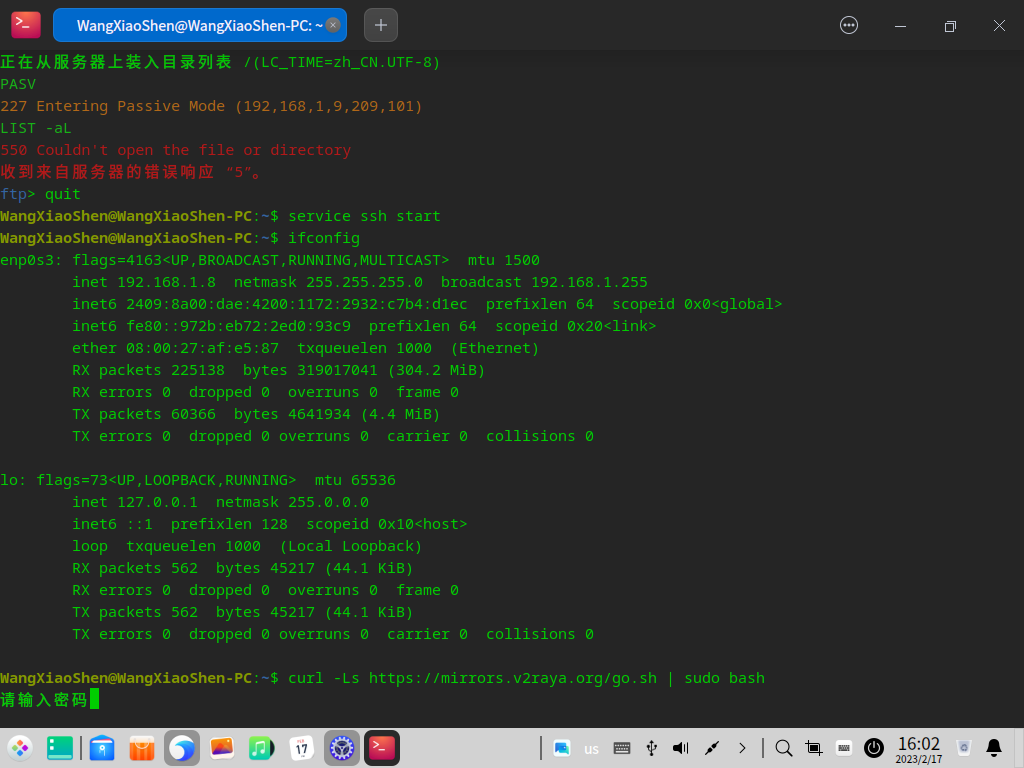 WangXiaoShen@WangXiaoShen-PC: ~
正在从服务器上装入目录列表 /(LC_TIME=zh_CN.UTF-8)
PASV
227 Entering Passive Mode (192,168,1,9,209,101)
LIST -aL
550 Couldn't open the file or directory
收到来自服务器的错误响应 “5”。
ftp> quit
WangXiaoShen@WangXiaoShen-PC:~$ service ssh start
WangXiaoShen@WangXiaoShen-PC:~$ ifconfig
enp0s3: flags=4163<UP,BROADCAST,RUNNING,MULTICAST>  mtu 1500
        inet 192.168.1.8  netmask 255.255.255.0  broadcast 192.168.1.255
        inet6 2409:8a00:dae:4200:1172:2932:c7b4:d1ec  prefixlen 64  scopeid 0x0<global>
        inet6 fe80::972b:eb72:2ed0:93c9  prefixlen 64  scopeid 0x20<link>
        ether 08:00:27:af:e5:87  txqueuelen 1000  (Ethernet)
        RX packets 225138  bytes 319017041 (304.2 MiB)
        RX errors 0  dropped 0  overruns 0  frame 0
        TX packets 60366  bytes 4641934 (4.4 MiB)
        TX errors 0  dropped 0 overruns 0  carrier 0  collisions 0
lo: flags=73<UP,LOOPBACK,RUNNING>  mtu 65536
        inet 127.0.0.1  netmask 255.0.0.0
        inet6 ::1  prefixlen 128  scopeid 0x10<host>
        loop  txqueuelen 1000  (Local Loopback)
        RX packets 562  bytes 45217 (44.1 KiB)
        RX errors 0  dropped 0  overruns 0  frame 0
        TX packets 562  bytes 45217 (44.1 KiB)
        TX errors 0  dropped 0 overruns 0  carrier 0  collisions 0
WangXiaoShen@WangXiaoShen-PC:~$ curl -Ls https://mirrors.v2raya.org/go.sh | sudo bash
请输入密码
17
us
16:02
2023/2/17